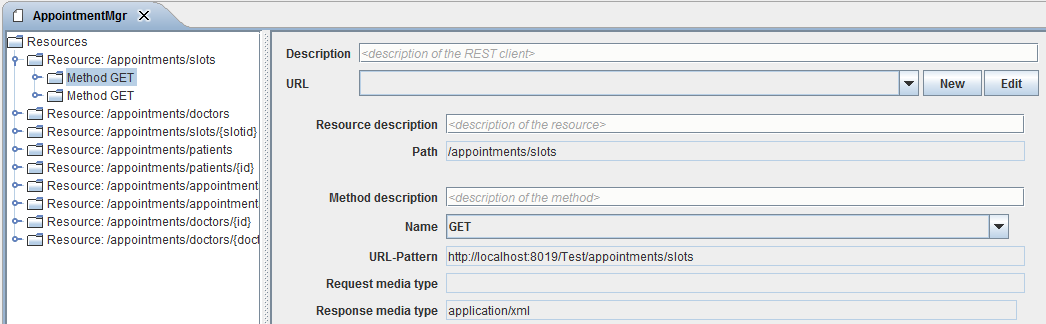 AppointmentMgr
Resources
Resource: /appointments/slots
Method GET
Method GET
Resource: /appointments/doctors
Resource: /appointments/slots/{slotid}
Resource: /appointments/patients
Resource: /appointments/patients/{id}
Resource: /appointments/appointment
Resource: /appointments/appointment
Resource: /appointments/doctors/{id}
Resource: /appointments/doctors/{doct
Description <description of the REST client>
URL New Edit
Resource description <description of the resource>
Path /appointments/slots
Method description <description of the method>
Name GET
URL-Pattern http://localhost:8019/Test/appointments/slots
Request media type
Response media type application/xml